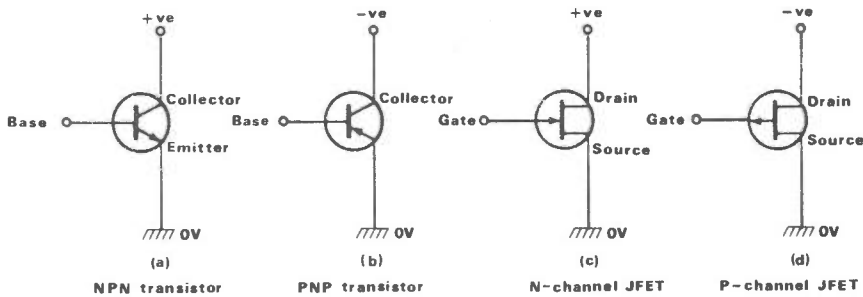 +ve -ve +ve -ve
Collector Collector Drain Drain
Base Base Gate Gate
Emitter Source Source
0V 0V 0V 0V
(a) (b) (c) (d)
NPN transistor PNP transistor N-channel JFET P-channel JFET